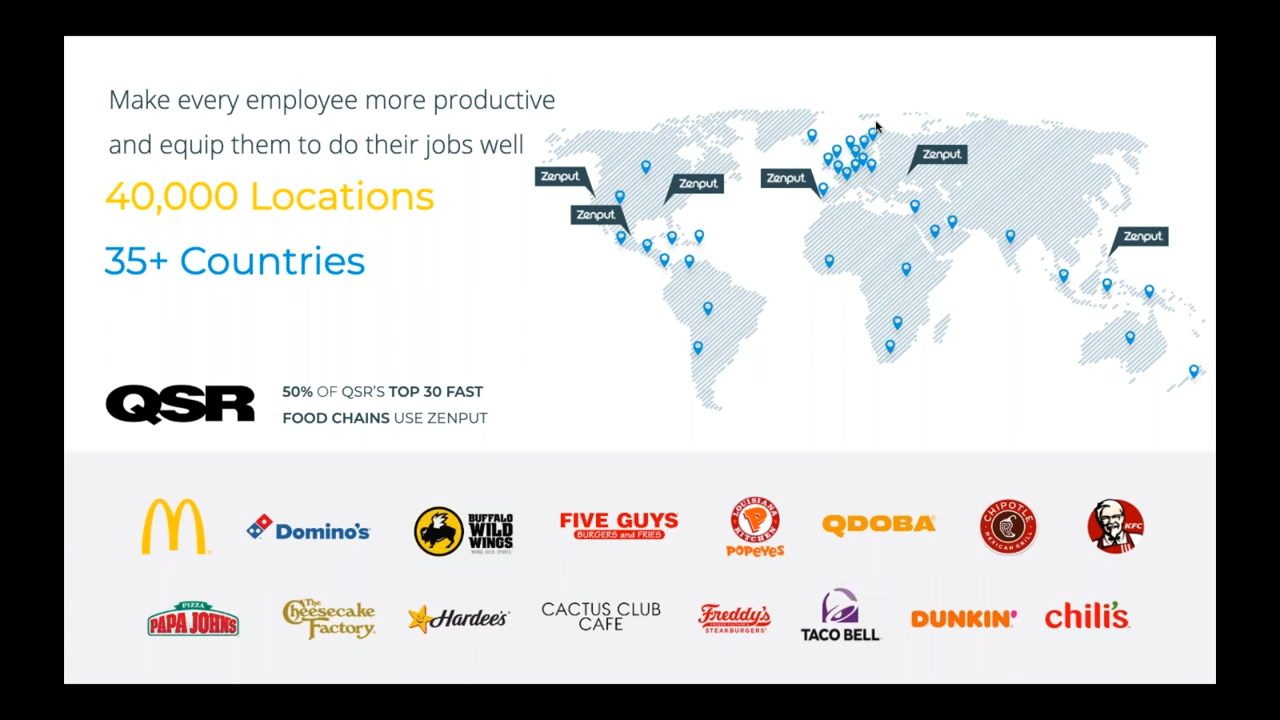 Make every employee more productive
and equip them to do their jobs well
40,000 Locations
35+ Countries
Zenput
Zenput
Zenput
Zenput
Zenput
Zenput
QSR
50% OF QSR'S TOP 30 FAST
FOOD CHAINS USE ZENPUT
Domino's
BUFFALO
WILD
WINGS
FIVE GUYS
BURGERS and FRIES
LOUISIANA
KITCHEN
POPEYES
QDOBA
CHIPOTLE
MEXICAN GRILL
KFC
PIZZA
PAPA JOHNS
The
Cheesecake
Factory
Hardee's
CACTUS CLUB
CAFE
Freddy's
STEAKBURGERS
TACO BELL
DUNKIN'
chili's